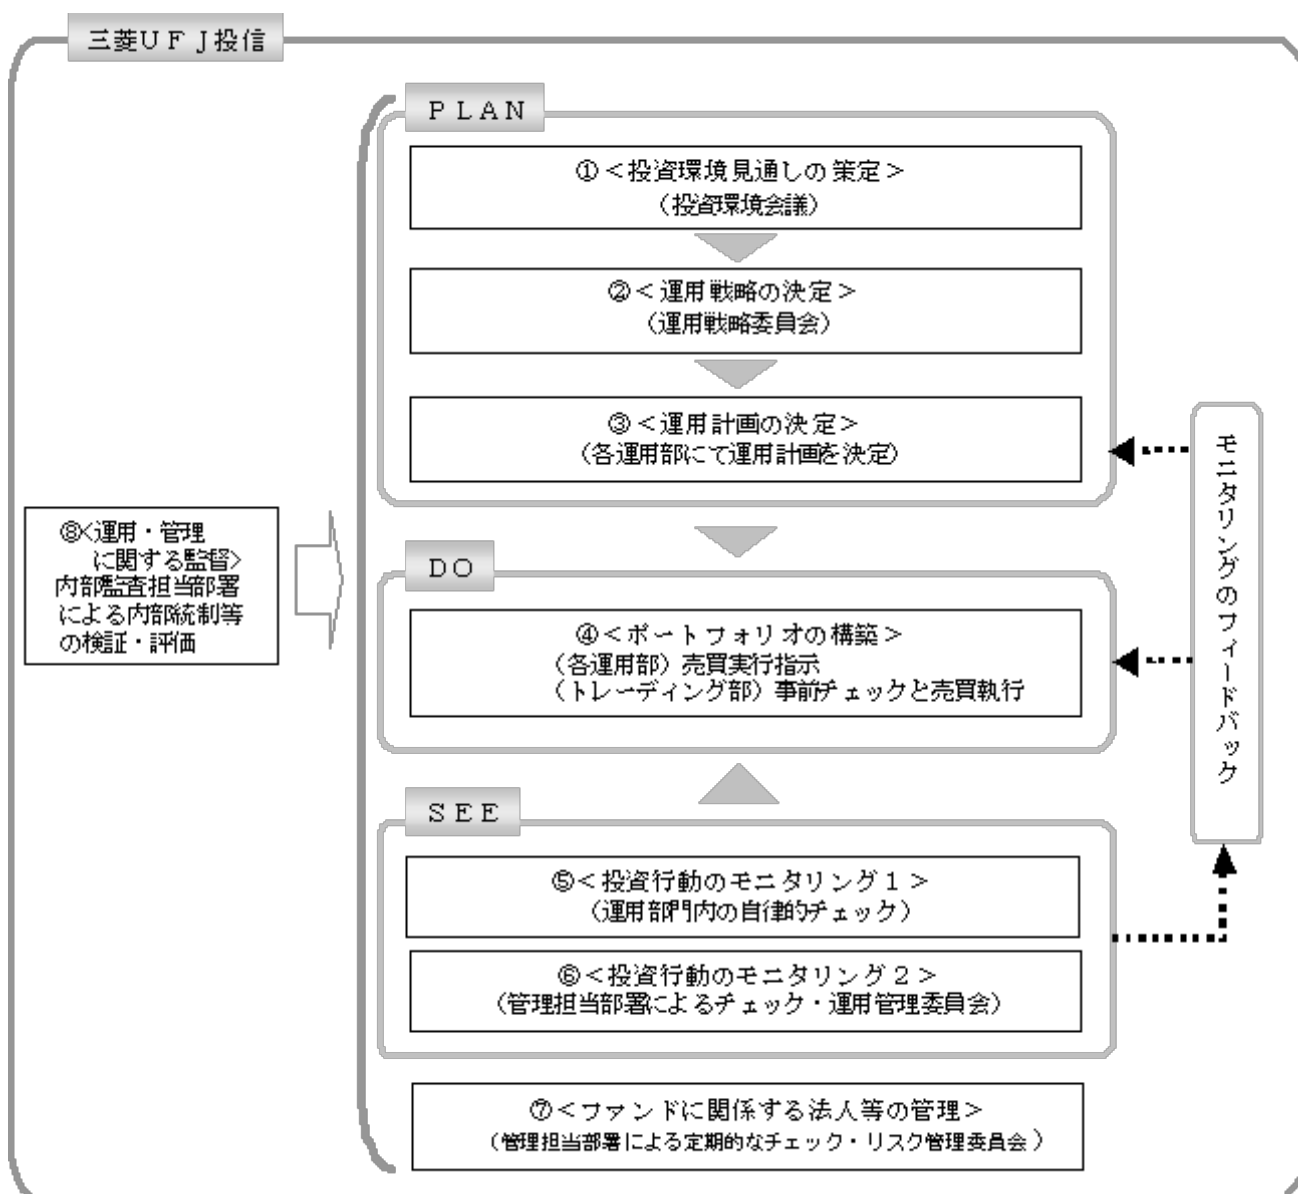 三菱ＵＦＪ投信
ＰＬＡＮ
①＜投資環境見通しの策定＞
（投資環境会議）
②＜運用戦略の決定＞
（運用戦略委員会）
③＜運用計画の決定＞
（各運用部にて運用計画を決定）
⑧＜運用・管理
に関する監督＞
内部監査担当部署
による内部統制等
の検証・評価
ＤＯ
④＜ポートフォリオの構築＞
（各運用部）売買実行指示
（トレーディング部）事前チェックと売買執行
ＳＥＥ
⑤＜投資行動のモニタリング１＞
（運用部門内の自律的チェック）
⑥＜投資行動のモニタリング２＞
（管理担当部署によるチェック・運用管理委員会）
⑦＜ファンドに関係する法人等の管理＞
（管理担当部署による定期的なチェック・リスク管理委員会）
モニタリングのフィードバック